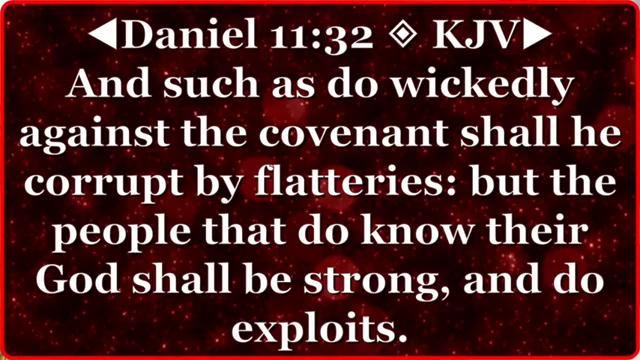 ◄Daniel 11:32 ◈ KJV►
And such as do wickedly
against the covenant shall he
corrupt by flatteries: but the
people that do know their
God shall be strong, and do
exploits.